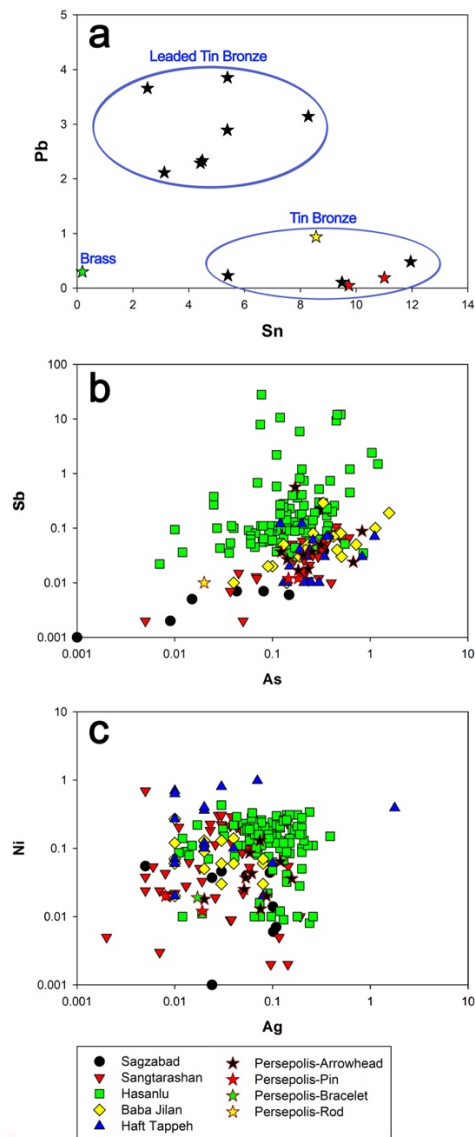 a
5
Leaded Tin Bronze
4
3
Pb
2
Tin Bronze
1
Brass
0
0 2 4 6 8 10 12 14
Sn
b
100
10
1
Sb
0.1
0.01
0.001
0.001 0.01 0.1 1 10
As
c
10
1
Ni
0.1
0.01
0.001
0.001 0.01 0.1 1 10
Ag
Sagzabad
Sangtarashan
Hasanlu
Baba Jilan
Haft Tappeh
Persepolis-Arrowhead
Persepolis-Pin
Persepolis-Bracelet
Persepolis-Rod